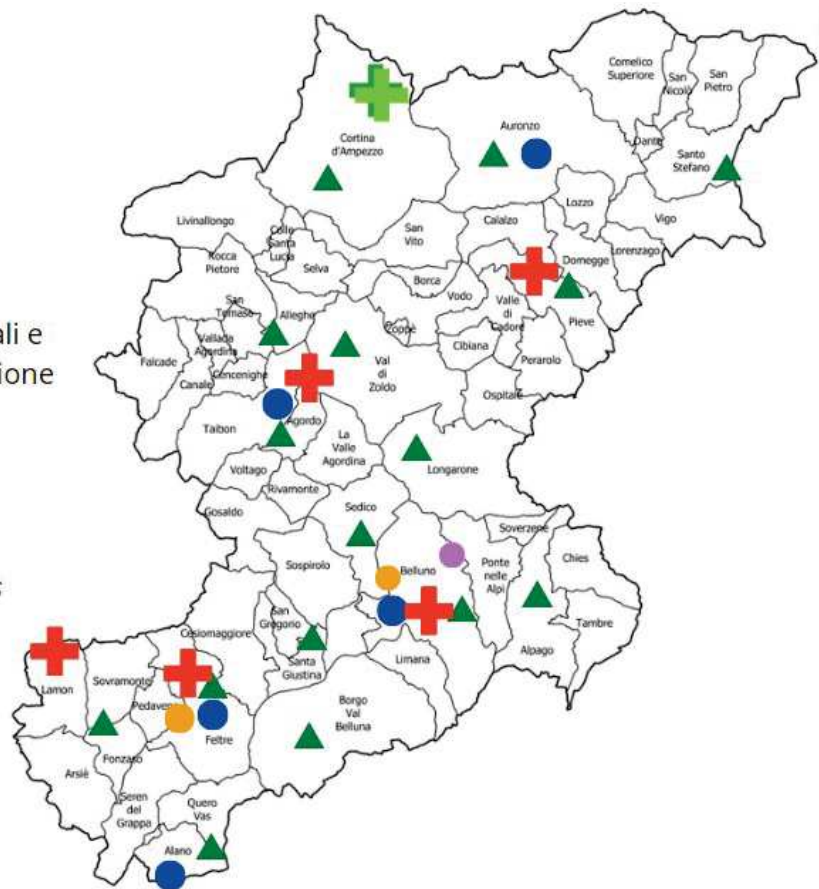 Comelico
Superiore
San
Nicolò
San
Pietro
Auronzo
Cortina
d'Ampezzo
Dante
Santo
Stefano
Lozzo
Livinallongo
Colle
Santa
Lucia
San
Vito
Calalzo
Vigo
Rocca
Pietore
Selva
Domegge
Lorenzago
Borca
Vodo
Valle
di
Cadore
San
Tomaso
Alleghe
Pieve
ali e
Vallada
Agordina
Zoppè
Cibiana
Falcade
Cencenighe
Val
di
Zoldo
Perarolo
ione
Canale
Ospitale
Taibon
Agordo
La
Valle
Agordina
Voltago
Longarone
Rivamonte
Gosaldo
Sedico
Soverzene
Sospirolo
Belluno
Ponte
nelle
Alpi
Chies
San
Gregorio
Tambre
Cesiomaggiore
Santa
Giustina
Limana
Alpago
Lamon
Sovramonte
Pedavena
Borgo
Val
Belluna
Feltre
Fonzaso
Arsiè
Seren
del
Grappa
Quero
Vas
Alano